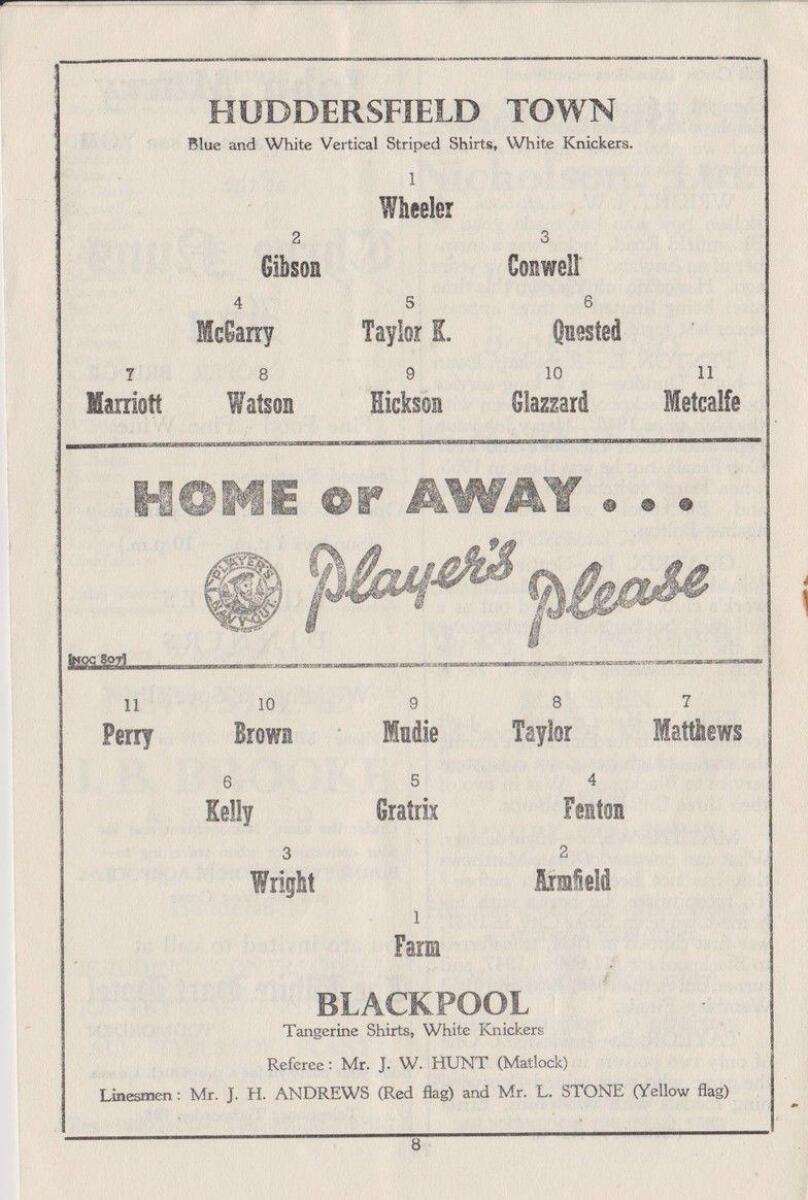 HUDDERSFIELD TOWN
Blue and White Vertical Striped Shirts, White Knickers.
1
Wheeler
2 3
Gibson Conwell
4 5 6
McGarry Taylor K. Quested
7 8 9 10 11
Marriott Watson Hickson Glazzard Metcalfe
HOME or AWAY . . .
PLAYER'S
NAVY CUT
Player's Please
[NCC 807]
11 10 9 8 7
Perry Brown Mudie Taylor Matthews
6 5 4
Kelly Gratrix Fenton
3 2
Wright Armfield
1
Farm
BLACKPOOL
Tangerine Shirts, White Knickers
Referee : Mr. J. W. HUNT (Matlock)
Linesmen : Mr. J. H. ANDREWS (Red flag) and Mr. L. STONE (Yellow flag)
8